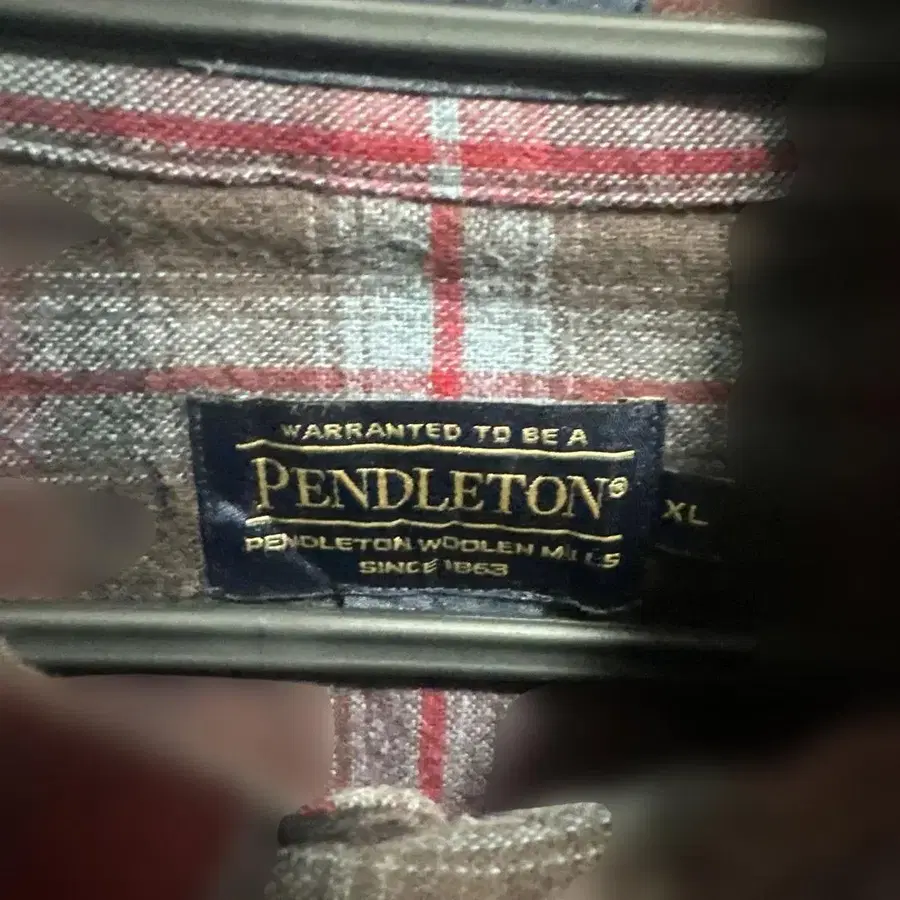 WARRANTED TO BE A
PENDLETON®
PENDLETON WOOLEN MILLS
SINCE 1863
XL